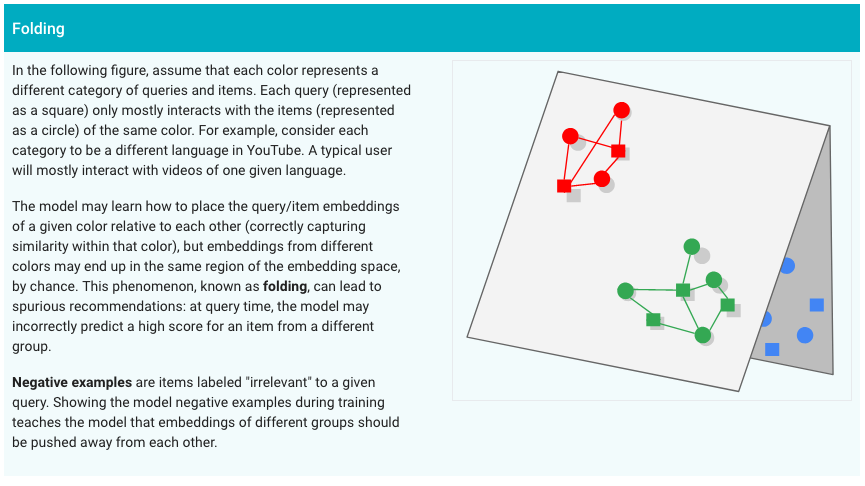 Folding
In the following figure, assume that each color represents a
different category of queries and items. Each query (represented
as a square) only mostly interacts with the items (represented
as a circle) of the same color. For example, consider each
category to be a different language in YouTube. A typical user
will mostly interact with videos of one given language.
The model may learn how to place the query/item embeddings
of a given color relative to each other (correctly capturing
similarity within that color), but embeddings from different
colors may end up in the same region of the embedding space,
by chance. This phenomenon, known as folding, can lead to
spurious recommendations: at query time, the model may
incorrectly predict a high score for an item from a different
group.
Negative examples are items labeled "irrelevant" to a given
query. Showing the model negative examples during training
teaches the model that embeddings of different groups should
be pushed away from each other.